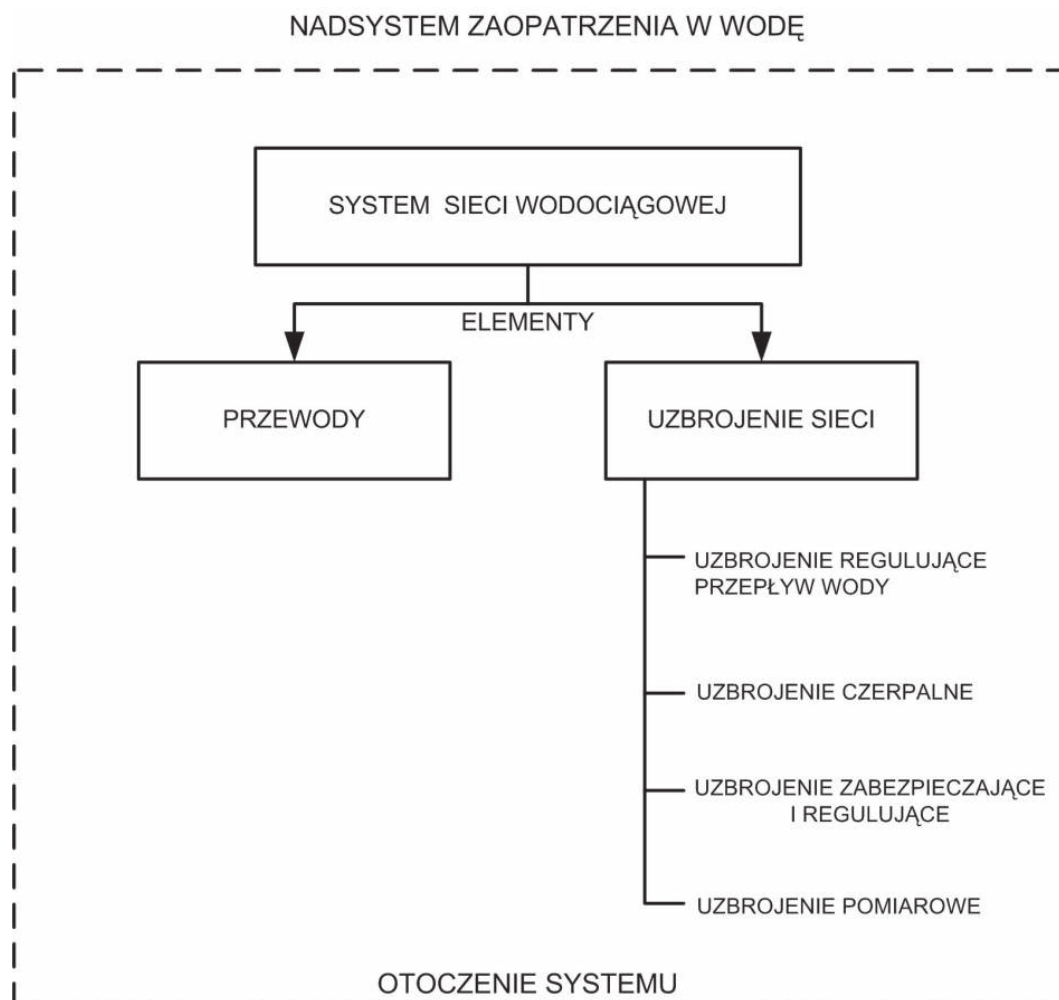 NADSYSTEM ZAOPATRZENIA W WODĘ
SYSTEM SIECI WODOCIĄGOWEJ
ELEMENTY
PRZEWODY
UZBROJENIE SIECI
UZBROJENIE REGULUJĄCE
PRZEPŁYW WODY
UZBROJENIE CZERPALNE
UZBROJENIE ZABEZPIECZAJĄCE
I REGULUJĄCE
UZBROJENIE POMIAROWE
OTOCZENIE SYSTEMU